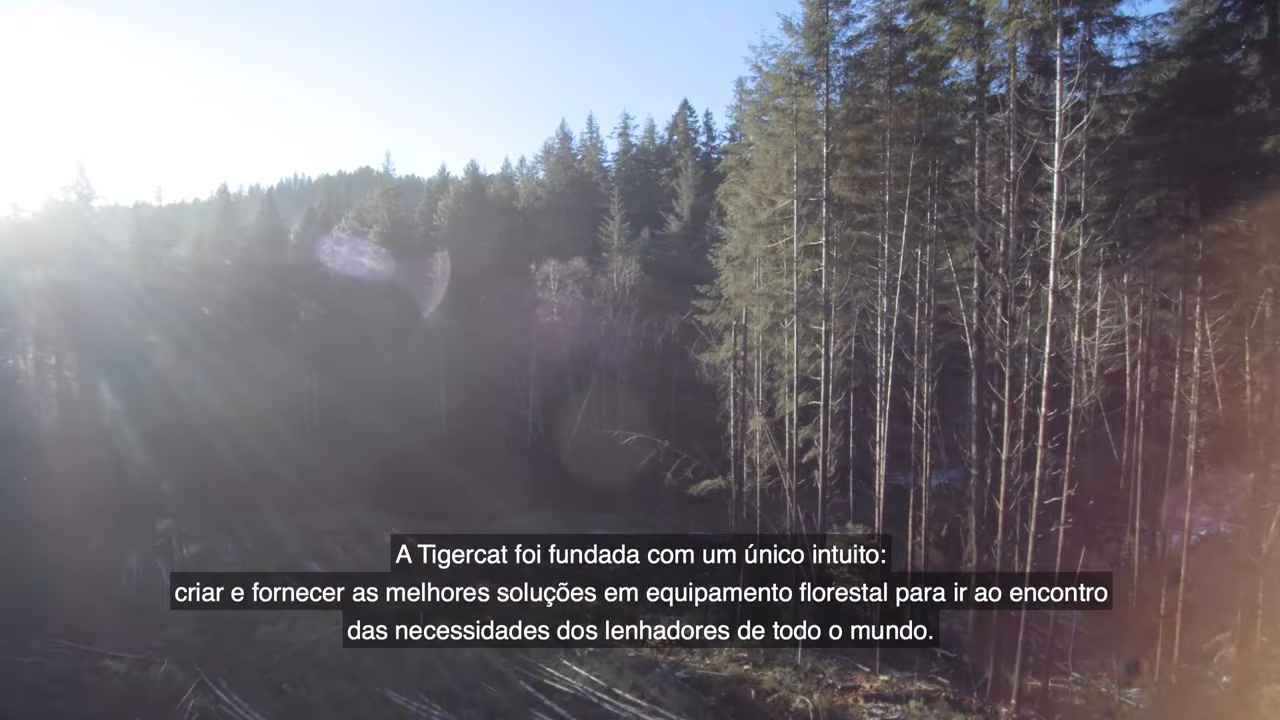 A Tigercat foi fundada com um único intuito:
criar e fornecer as melhores soluções em equipamento florestal para ir ao encontro
das necessidades dos lenhadores de todo o mundo.